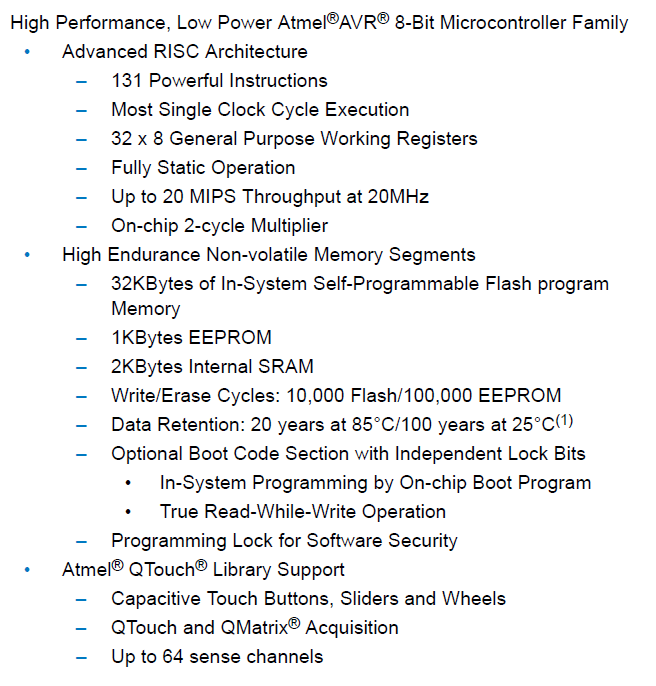 High Performance, Low Power Atmel®AVR® 8-Bit Microcontroller Family
• Advanced RISC Architecture
– 131 Powerful Instructions
– Most Single Clock Cycle Execution
– 32 x 8 General Purpose Working Registers
– Fully Static Operation
– Up to 20 MIPS Throughput at 20MHz
– On-chip 2-cycle Multiplier
• High Endurance Non-volatile Memory Segments
– 32KBytes of In-System Self-Programmable Flash program
Memory
– 1KBytes EEPROM
– 2KBytes Internal SRAM
– Write/Erase Cycles: 10,000 Flash/100,000 EEPROM
– Data Retention: 20 years at 85°C/100 years at 25°C(1)
– Optional Boot Code Section with Independent Lock Bits
• In-System Programming by On-chip Boot Program
• True Read-While-Write Operation
– Programming Lock for Software Security
• Atmel® QTouch® Library Support
– Capacitive Touch Buttons, Sliders and Wheels
– QTouch and QMatrix® Acquisition
– Up to 64 sense channels